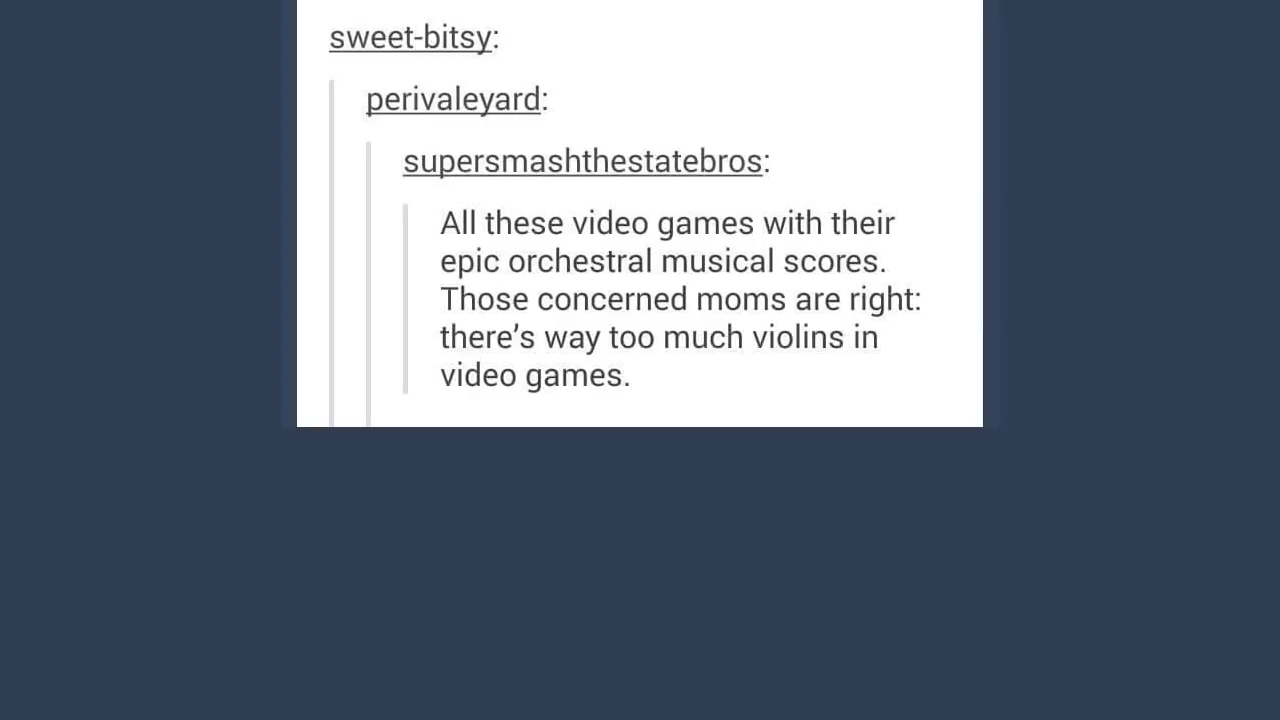 sweet-bitsy:
perivaleyard:
supersmashthestatebros:
All these video games with their
epic orchestral musical scores.
Those concerned moms are right:
there's way too much violins in
video games.